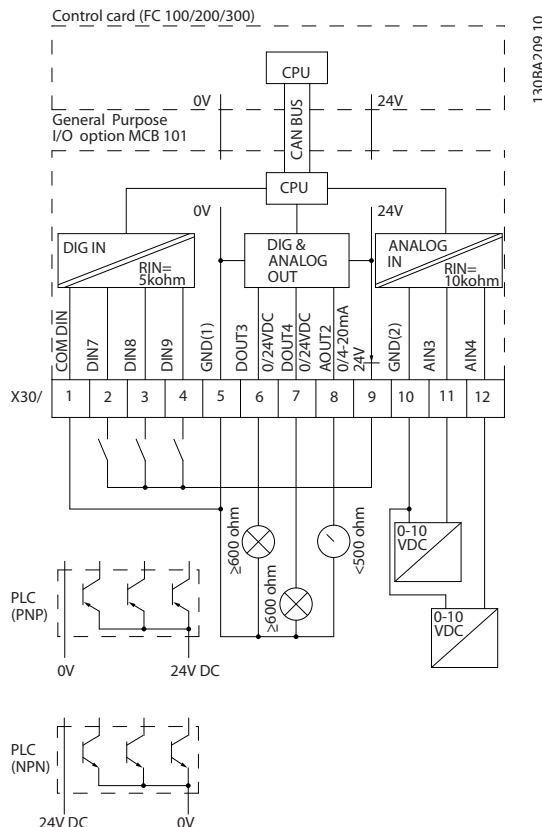 Control card (FC 100/200/300)
130BA209.10
CPU
0V
24V
General Purpose
I/O option MCB 101
CAN BUS
CPU
0V
24V
DIG IN
RIN=
5kohm
DIG &
ANALOG
OUT
ANALOG
IN
RIN=
10kohm
COM DIN
DIN7
DIN8
DIN9
GND(1)
DOUT3
0/24VDC
DOUT4
0/24VDC
AOUT2
0/4-20mA
24V
GND(2)
AIN3
AIN4
X30/
1
2
3
4
5
6
7
8
9
10
11
12
≥600 ohm
≥600 ohm
<500 ohm
0-10
VDC
0-10
VDC
PLC
(PNP)
0V
24V DC
PLC
(NPN)
24V DC
0V